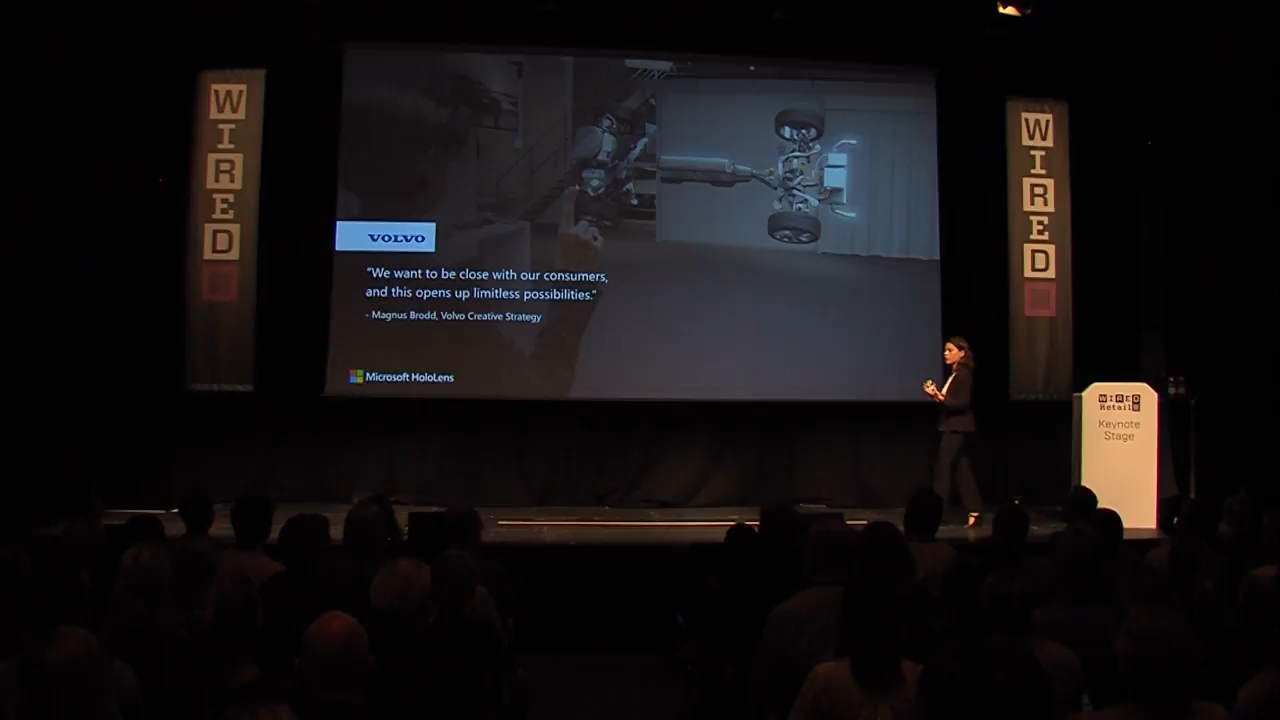 WIRED
VOLVO
“We want to be close with our consumers,
and this opens up limitless possibilities.”
- Magnus Brodd, Volvo Creative Strategy
Microsoft HoloLens
WIRED
WIRED
Retail
Keynote
Stage